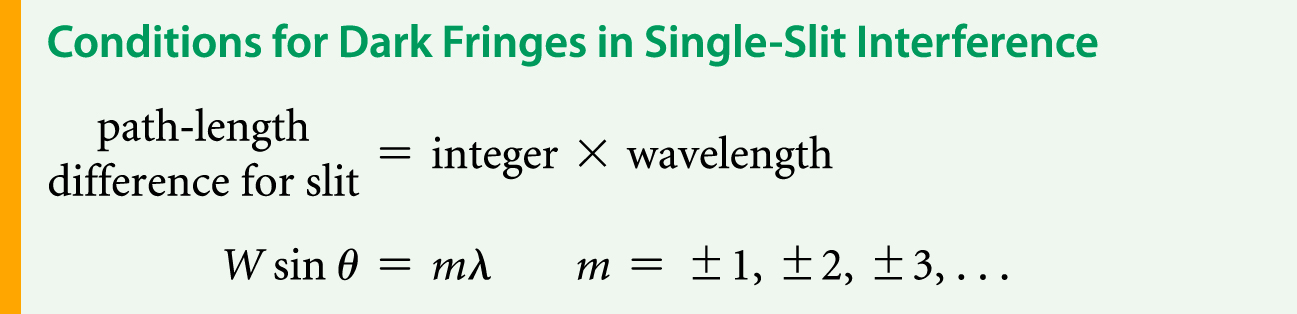 Conditions for Dark Fringes in Single-Slit Interference
path-length
difference for slit = integer × wavelength
W sin θ = mλ m = ±1, ±2, ±3, . . .